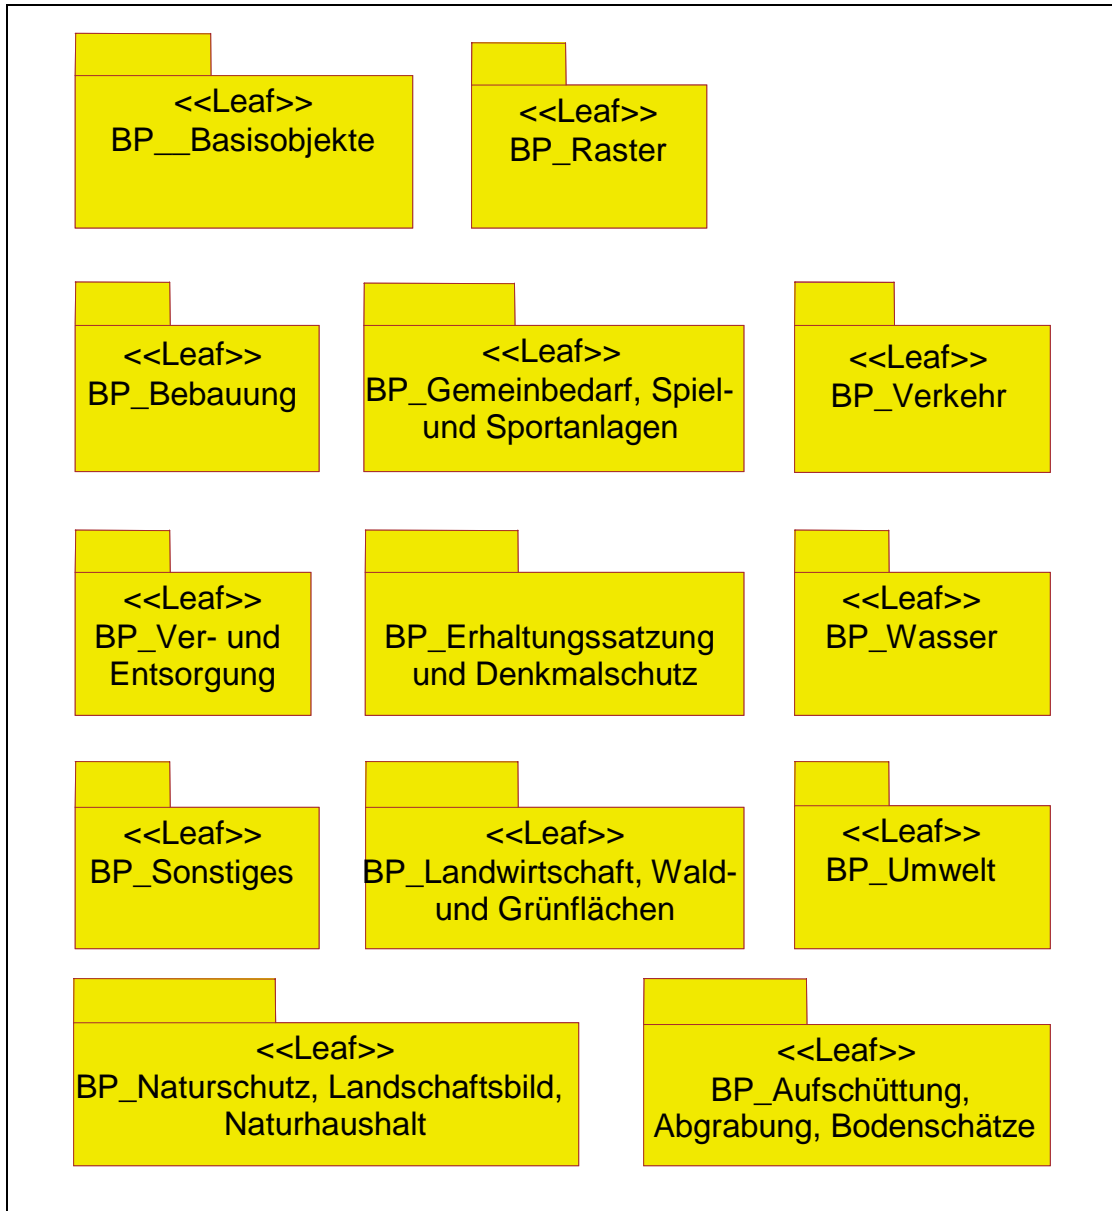 <<Leaf>>
BP__Basisobjekte
<<Leaf>>
BP_Raster
<<Leaf>>
BP_Bebauung
<<Leaf>>
BP_Gemeinbedarf, Spiel-
und Sportanlagen
<<Leaf>>
BP_Verkehr
<<Leaf>>
BP_Ver- und
Entsorgung
BP_Erhaltungssatzung
und Denkmalschutz
<<Leaf>>
BP_Wasser
<<Leaf>>
BP_Sonstiges
<<Leaf>>
BP_Landwirtschaft, Wald-
und Grünflächen
<<Leaf>>
BP_Umwelt
<<Leaf>>
BP_Naturschutz, Landschaftsbild,
Naturhaushalt
<<Leaf>>
BP_Aufschüttung,
Abgrabung, Bodenschätze